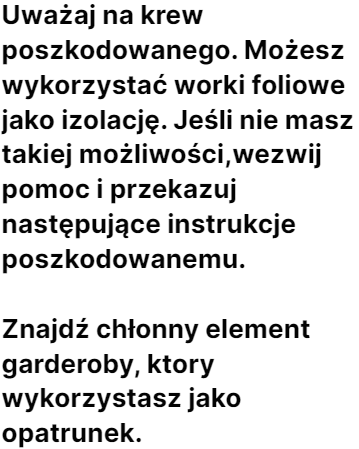 Uważaj na krew
poszkodowanego. Możesz
wykorzystać worki foliowe
jako izolację. Jeśli nie masz
takiej możliwości,wezwij
pomoc i przekazuj
następujące instrukcje
poszkodowanemu.
Znajdź chłonny element
garderoby, ktory
wykorzystasz jako
opatrunek.